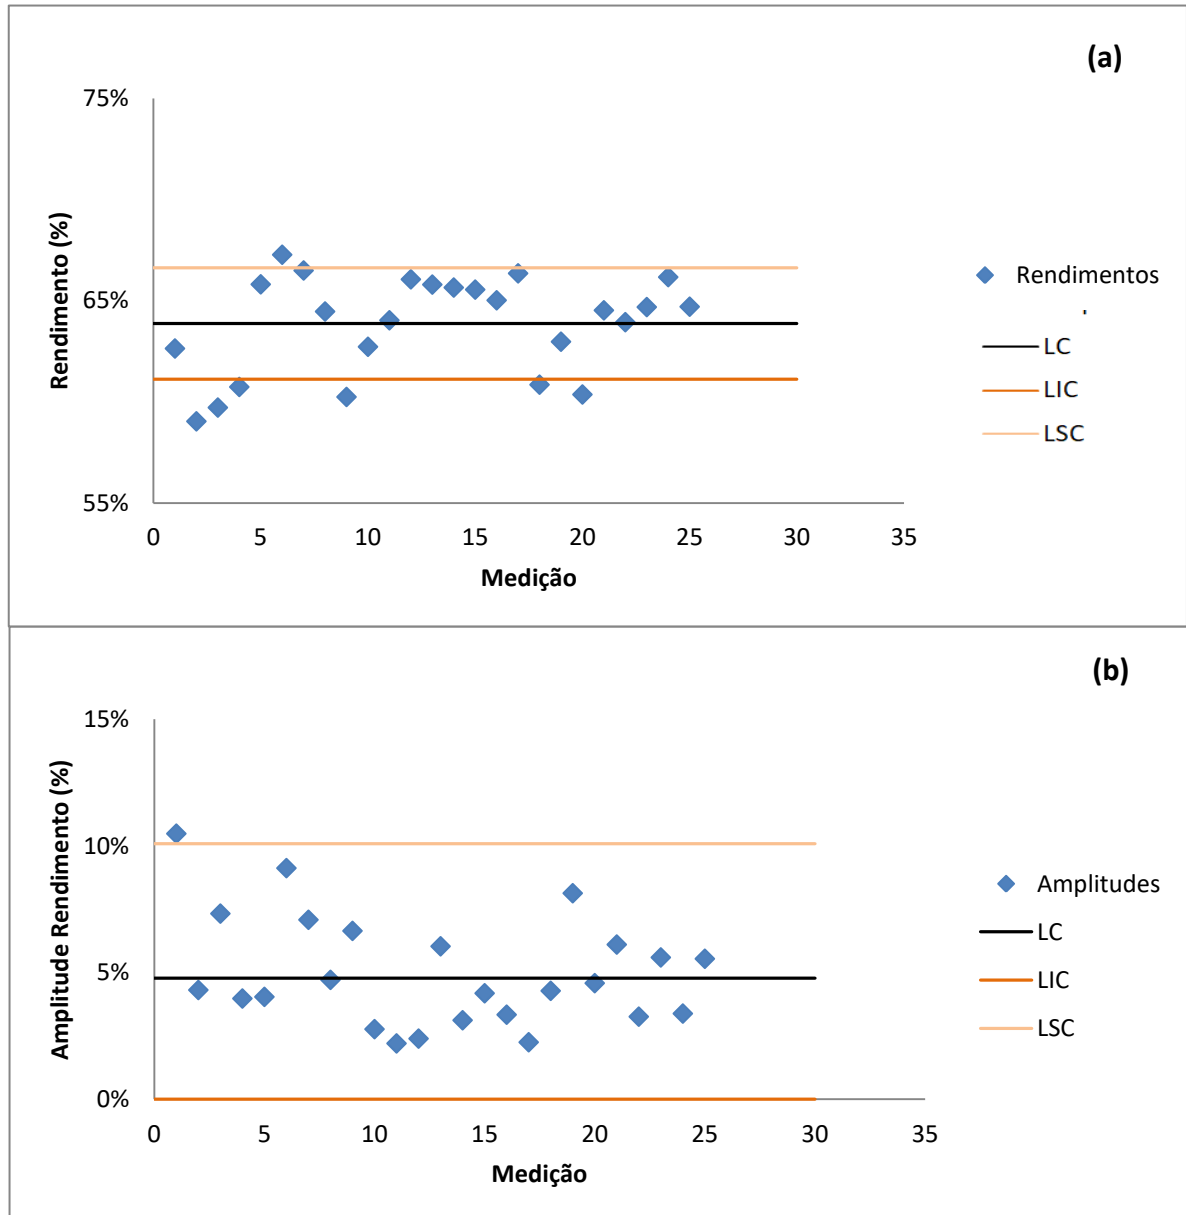 (a)
75%
65%
55%
Rendimento (%)
0 5 10 15 20 25 30 35
Medição
Rendimentos
LC
LIC
LSC
(b)
15%
10%
5%
0%
Amplitude Rendimento (%)
0 5 10 15 20 25 30 35
Medição
Amplitudes
LC
LIC
LSC